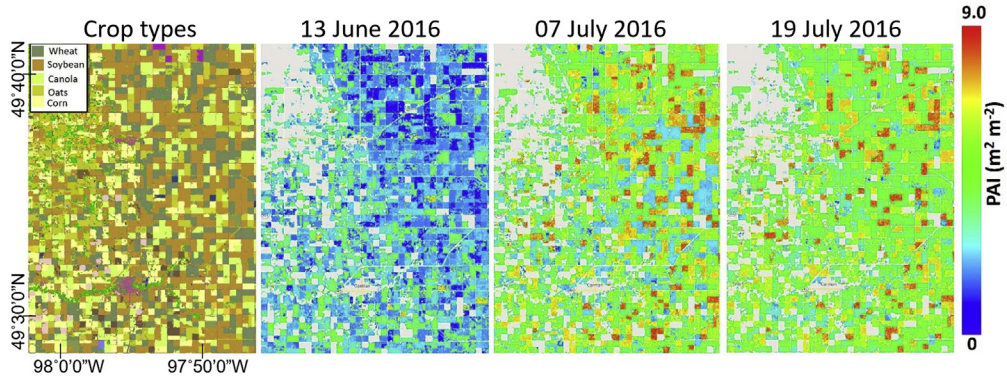 Crop types
13 June 2016
07 July 2016
19 July 2016
9.0
Wheat
Soybean
Canola
Oats
Corn
49°40'0"N
49°30'0"N
98°0'0"W
97°50'0"W
PAI (m² m⁻²)
0